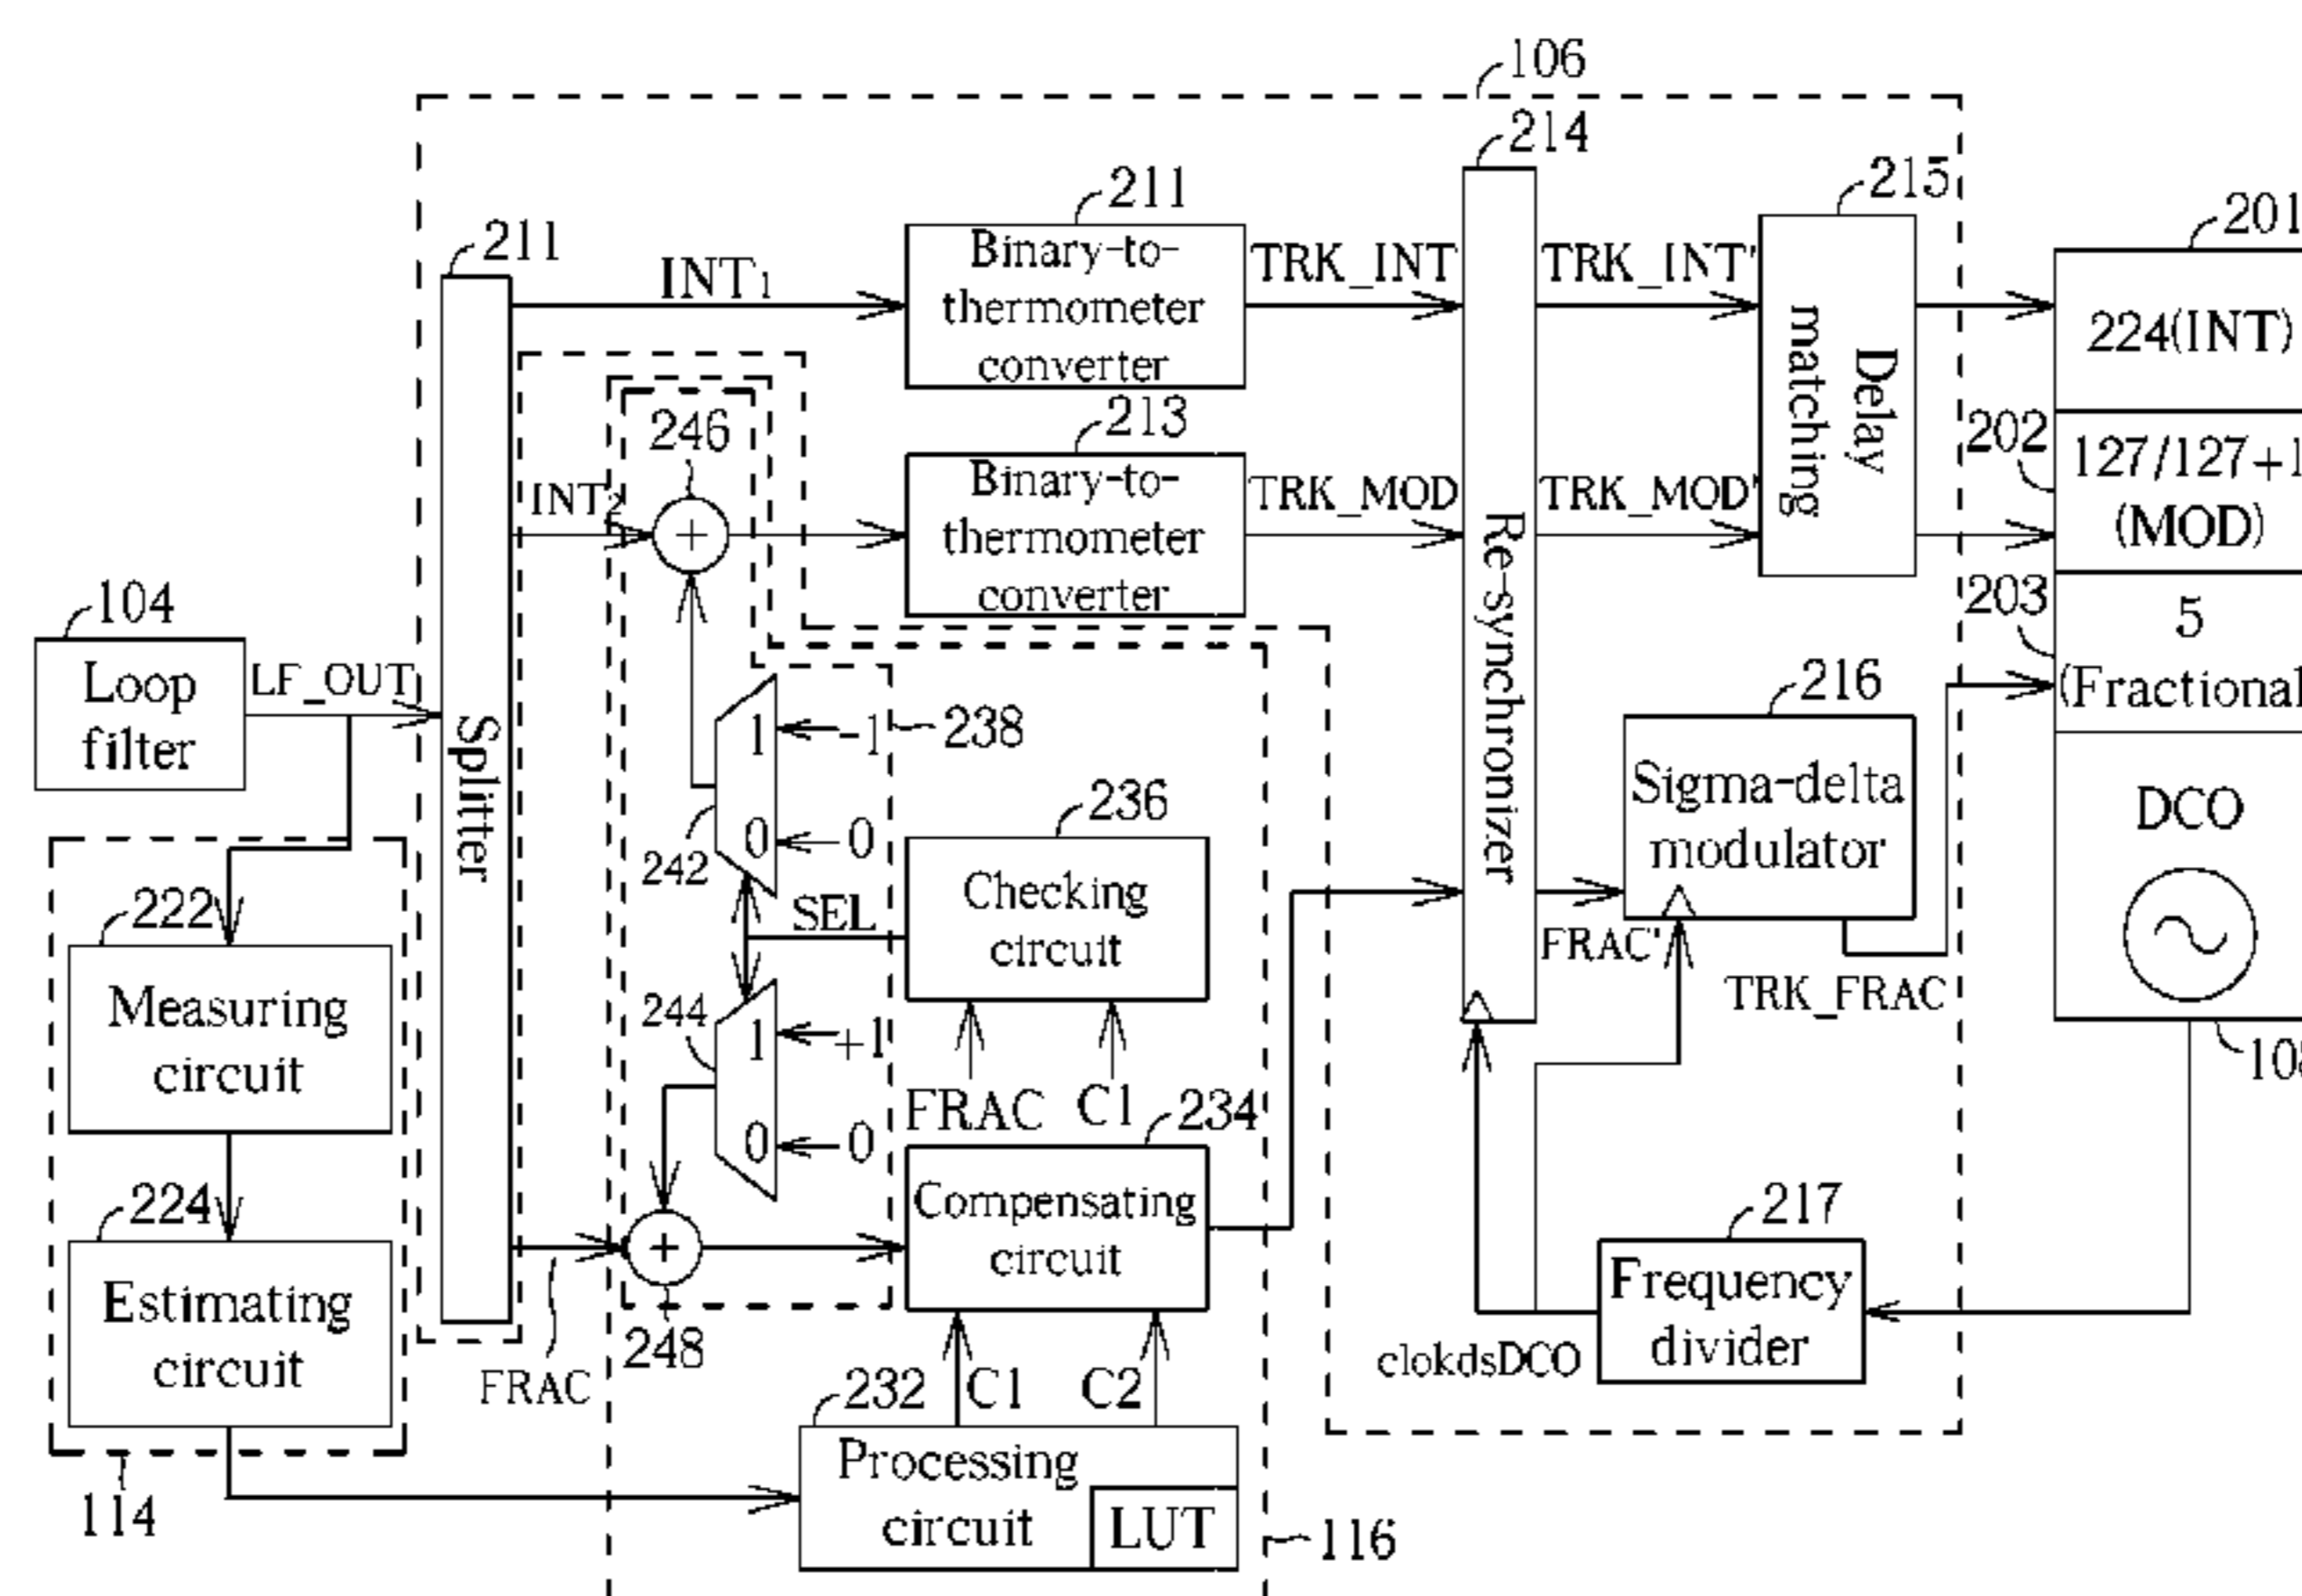 106
214
215
211
201
211
INT1
Binary-to-
thermometer
converter
TRK_INT
TRK_INT'
Delay
matching
224(INT)
246
213
202
127/127+1
(MOD)
INT2
+
Binary-to-
thermometer
converter
TRK_MOD
TRK_MOD'
Re-synchronizer
104
Loop
filter
LF_OUT
Splitter
203
5
(Fractional
216
Sigma-delta
modulator
1
-1
238
0
0
242
236
Checking
circuit
DCO
SEL
222
Measuring
circuit
FRAC"
TRK_FRAC
244
1
+1
0
0
FRAC
C1
234
Compensating
circuit
224
Estimating
circuit
+
248
FRAC
217
Frequency
divider
clokdsDCO
232
C1
C2
Processing
circuit
LUT
114
116